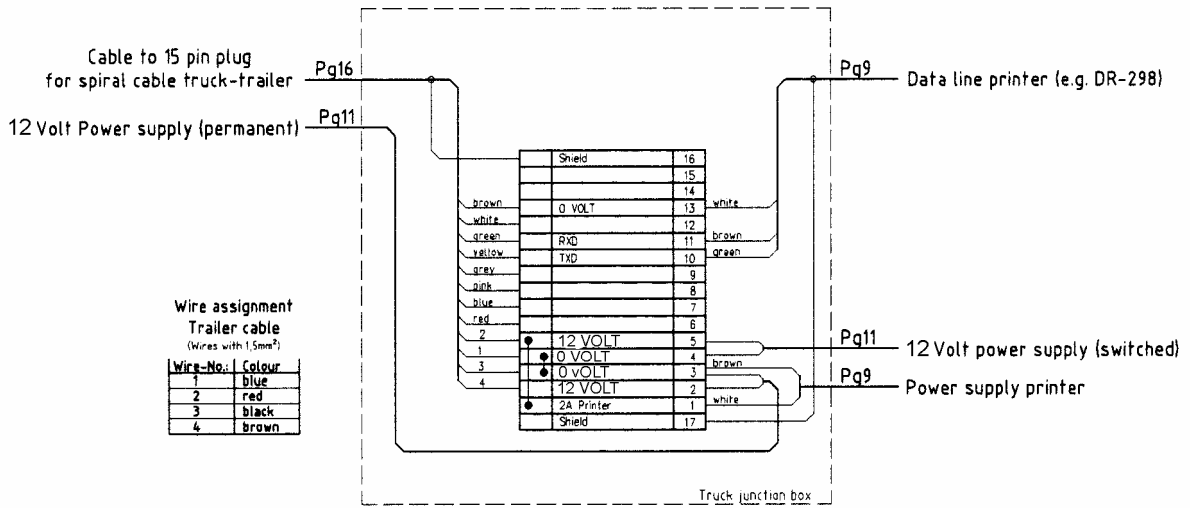 Cable to 15 pin plug
for spiral cable truck-trailer
Pg16
Pg9
Data line printer (e.g. DR-298)
12 Volt Power supply (permanent)
Pg11
Shield 16
15
14
brown 0 VOLT 13 white
white 12
green RXD 11 brown
yellow TXD 10 green
grey 9
pink 8
blue 7
red 6
2 12 VOLT 5
1 0 VOLT 4
3 0 vOLT 3 brown
4 12 VOLT 2
2A Printer 1 white
Shield 17
Pg11
12 Volt power supply (switched)
Pg9
Power supply printer
Wire assignment
Trailer cable
(Wires with 1,5mm²)
Wire-No.: Colour
1 blue
2 red
3 black
4 brown
Truck junction box